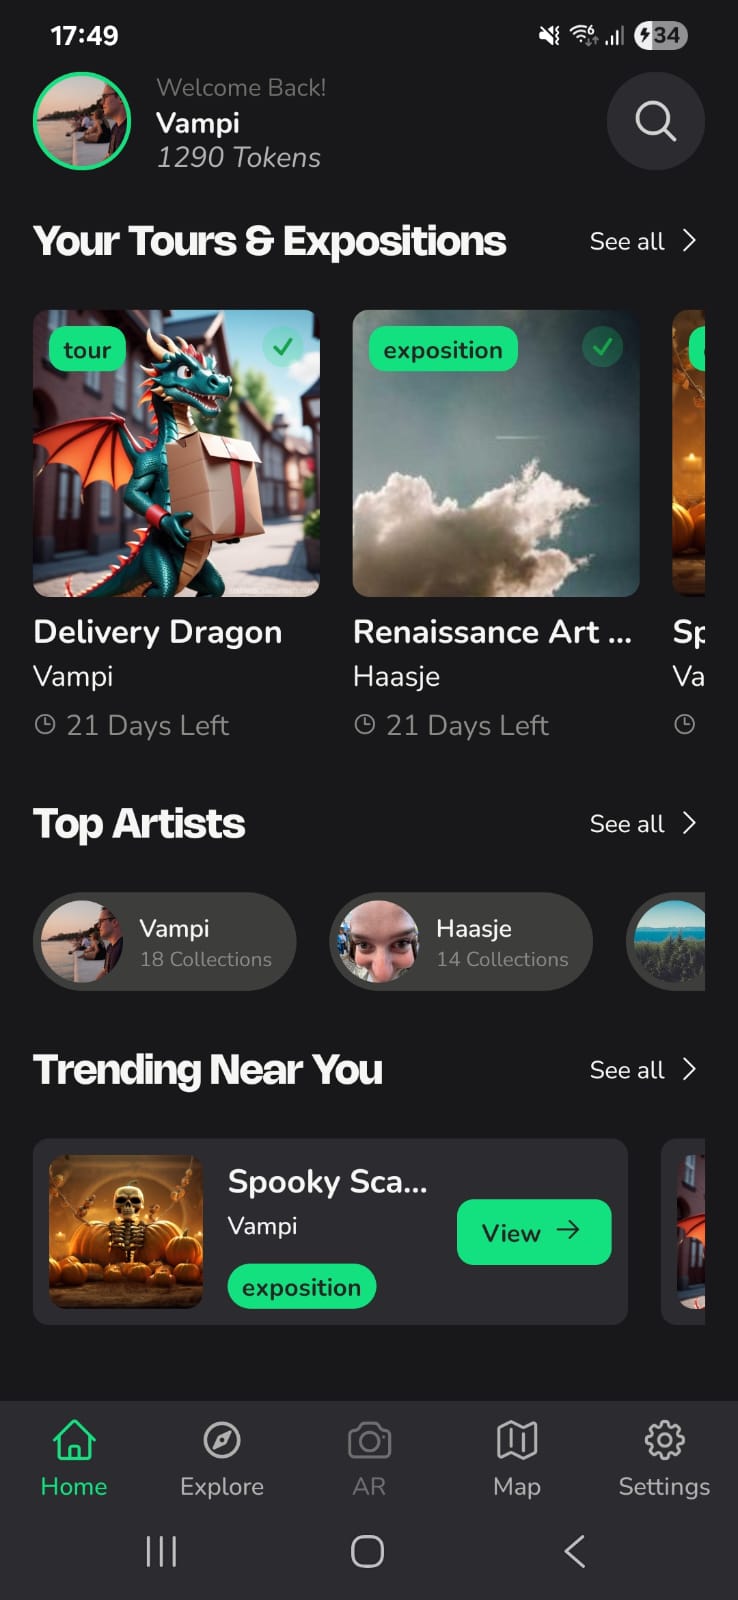 17:49
6
34
Welcome Back!
Vampi
1290 Tokens
Your Tours & Expositions
See all
tour
exposition
Delivery Dragon
Renaissance Art ...
Sp
Vampi
Haasje
Va
21 Days Left
21 Days Left
Top Artists
See all
Vampi
18 Collections
Haasje
14 Collections
Trending Near You
See all
Spooky Sca...
Vampi
exposition
View
Home
Explore
AR
Map
Settings